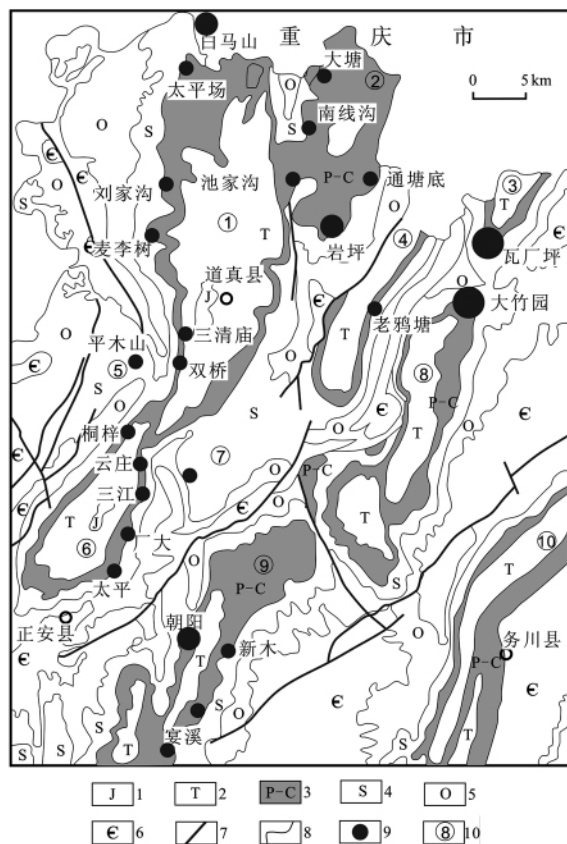 白马山
重庆市
0 5 km
太平场
大塘
②
O
O
S
南线沟
S
Є
O
刘家沟
池家沟
P-C
通塘底
③
T
S
Є
①
④
Є
麦李树
T
岩坪
O
瓦厂坪
道真县
J
Є
O
大竹园
O
三清庙
老鸦塘
平木山
⑤
双桥
O
T
⑧
Є
S
S
P-C
O
O
S
桐梓
⑦
T
Є
云庄
O
P-C
Є
三江
S
O
T
J
T
⑩
⑥
一大
⑨
太平
O
P-C
S
T
正安县
朝阳
O
务川县
Є
T
新木
P-C
Є
S
S
S
O
宴溪
T
S
T
J 1
T 2
P-C 3
S 4
O 5
Є 6
7
8
9
⑧ 10